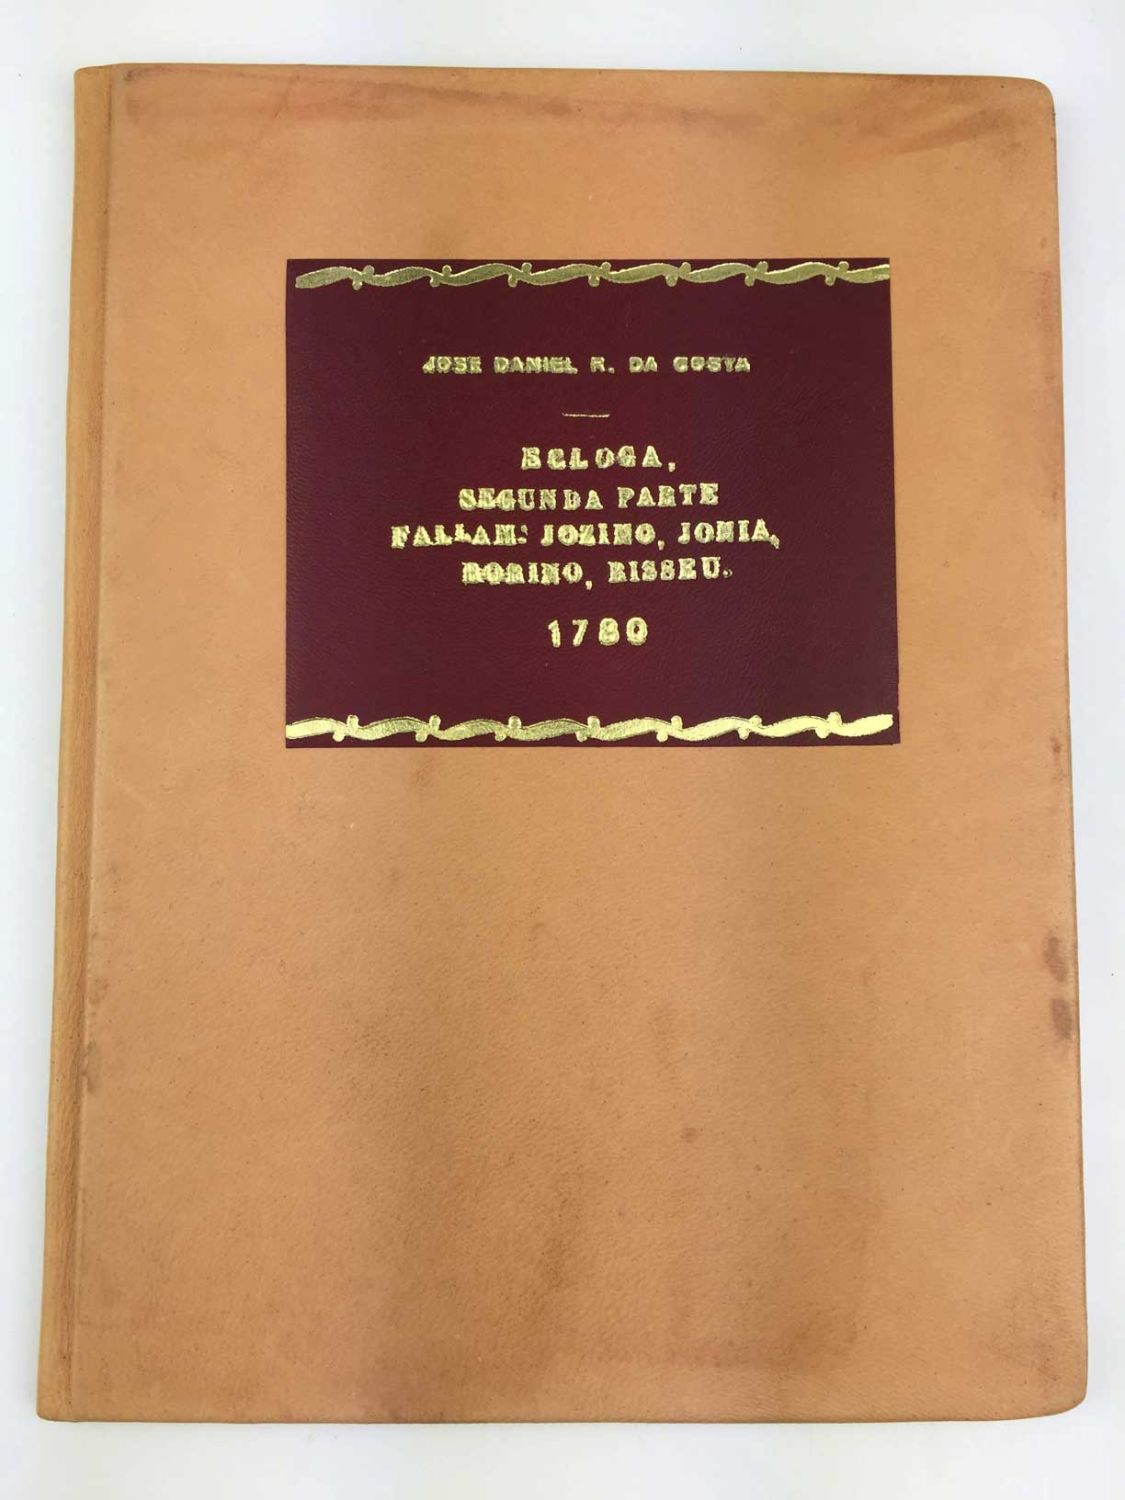 JOSE DANIEL R. DA COSTA
ECLOGA,
SEGUNDA PARTE
FALLAM: JOZINO, JONIA,
RORINO, RISSEU.
1780